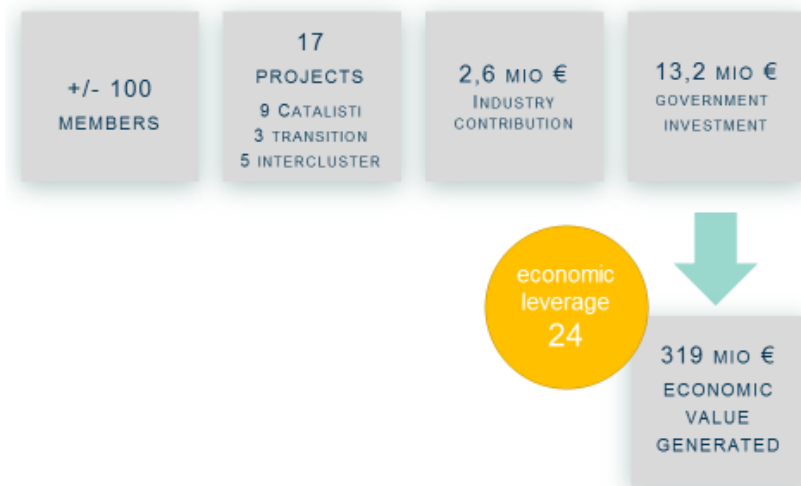 +/- 100
MEMBERS
17
PROJECTS
9 CATALISTI
3 TRANSITION
5 INTERCLUSTER
2,6 MIO €
INDUSTRY
CONTRIBUTION
13,2 MIO €
GOVERNMENT
INVESTMENT
economic
leverage
24
319 MIO €
ECONOMIC
VALUE
GENERATED